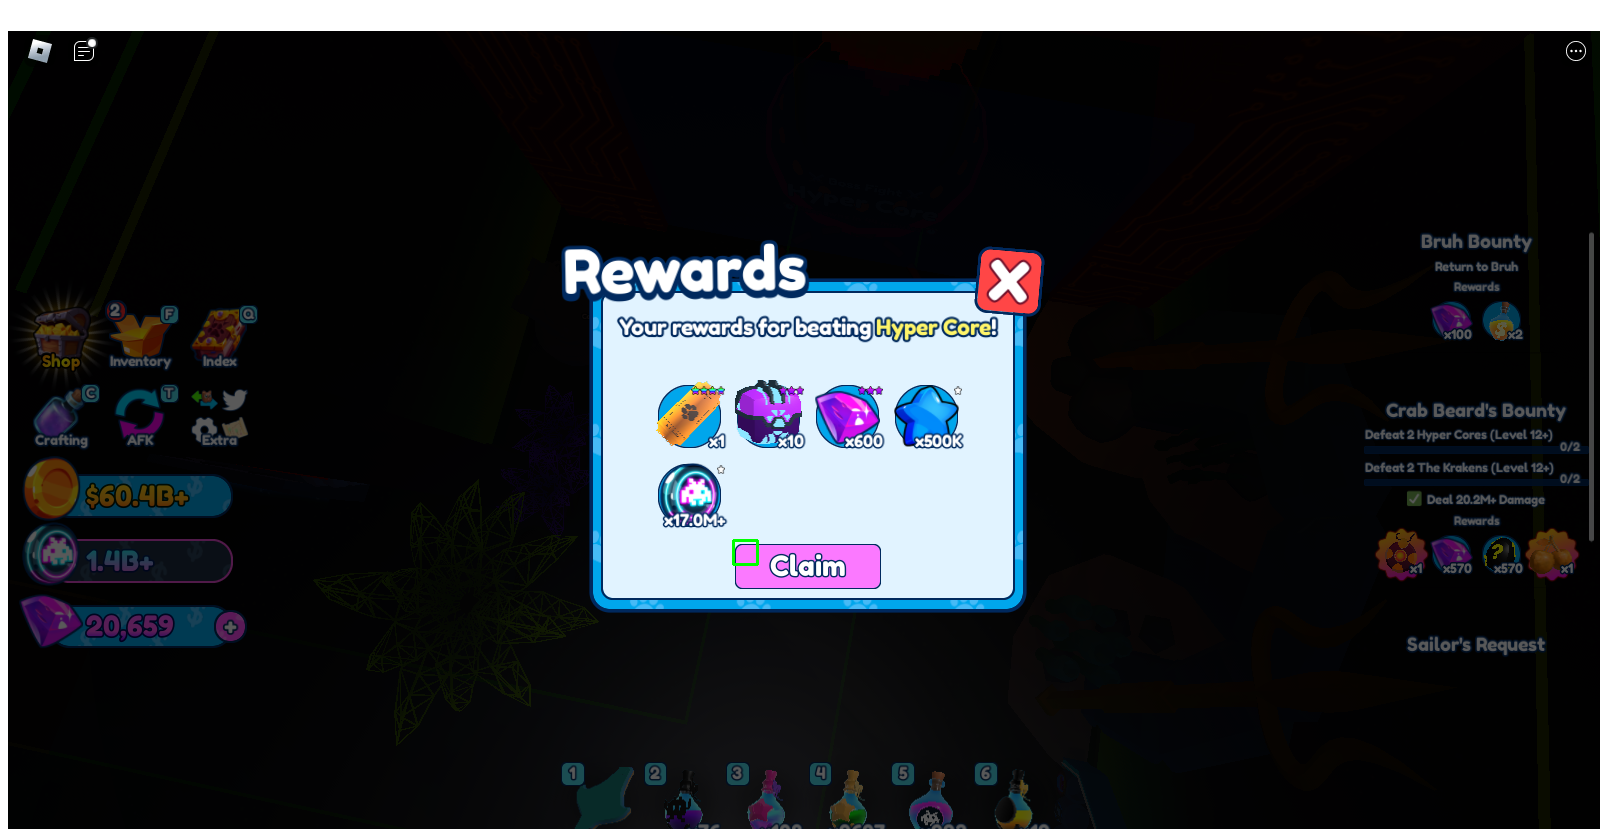 Rewards
Your rewards for beating Hyper Core!
x1
x10
x600
x500K
x17.0M+
Claim
2
F
Q
Shop
Inventory
Index
C
T
Crafting
AFK
Extra
$60.4B+
1.4B+
20,659
Bruh Bounty
Return to Bruh
Rewards
x100
x2
Crab Beard's Bounty
Defeat 2 Hyper Cores (Level 12+)
0/2
Defeat 2 The Krakens (Level 12+)
0/2
Deal 20.2M+ Damage
Rewards
x1
x570
x570
x1
Sailor's Request
1
2
3
4
5
6